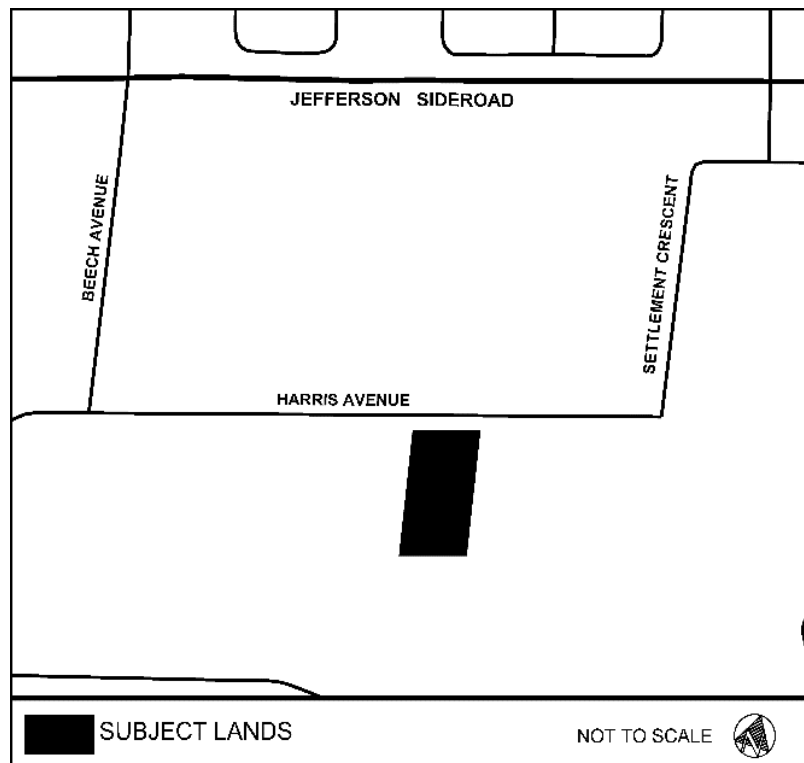 JEFFERSON SIDEROAD
BEECH AVENUE
SETTLEMENT CRESCENT
HARRIS AVENUE
SUBJECT LANDS
NOT TO SCALE